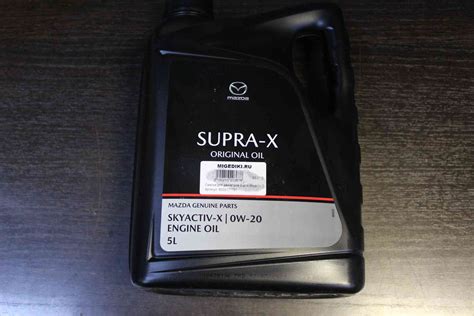 mazda
SUPRA-X
ORIGINAL OIL
MIGEDIKI.RU
MAZDA GENUINE PARTS
SKYACTIV-X | 0W-20
ENGINE OIL
5L